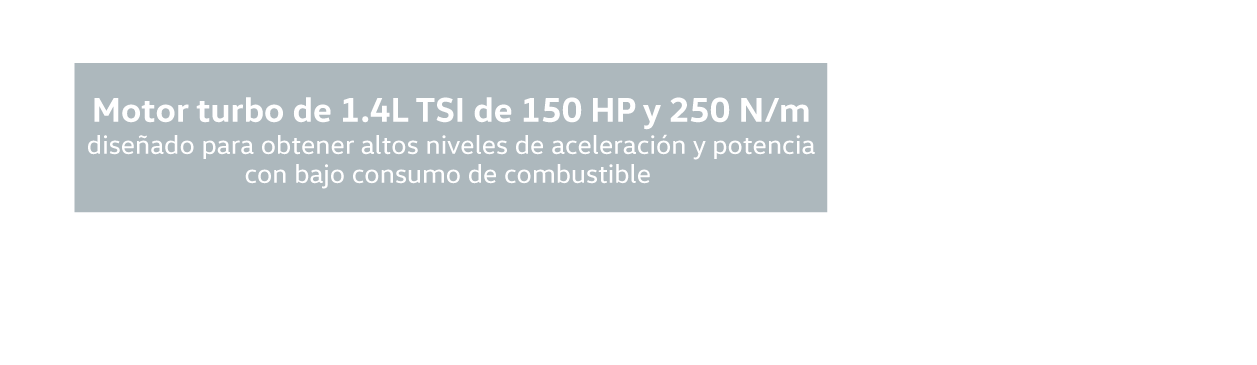 Motor turbo de 1.4L TSI de 150 HP y 250 N/m
diseñado para obtener altos niveles de aceleración y potencia
con bajo consumo de combustible